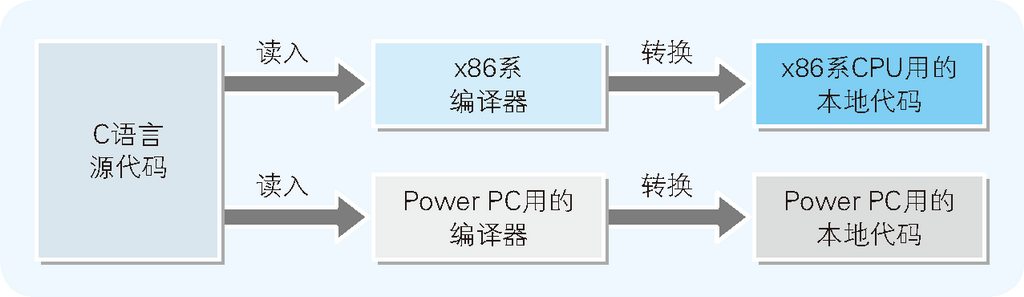 C语言
源代码
读入
x86系
编译器
转换
x86系CPU用的
本地代码
读入
Power PC用的
编译器
转换
Power PC用的
本地代码